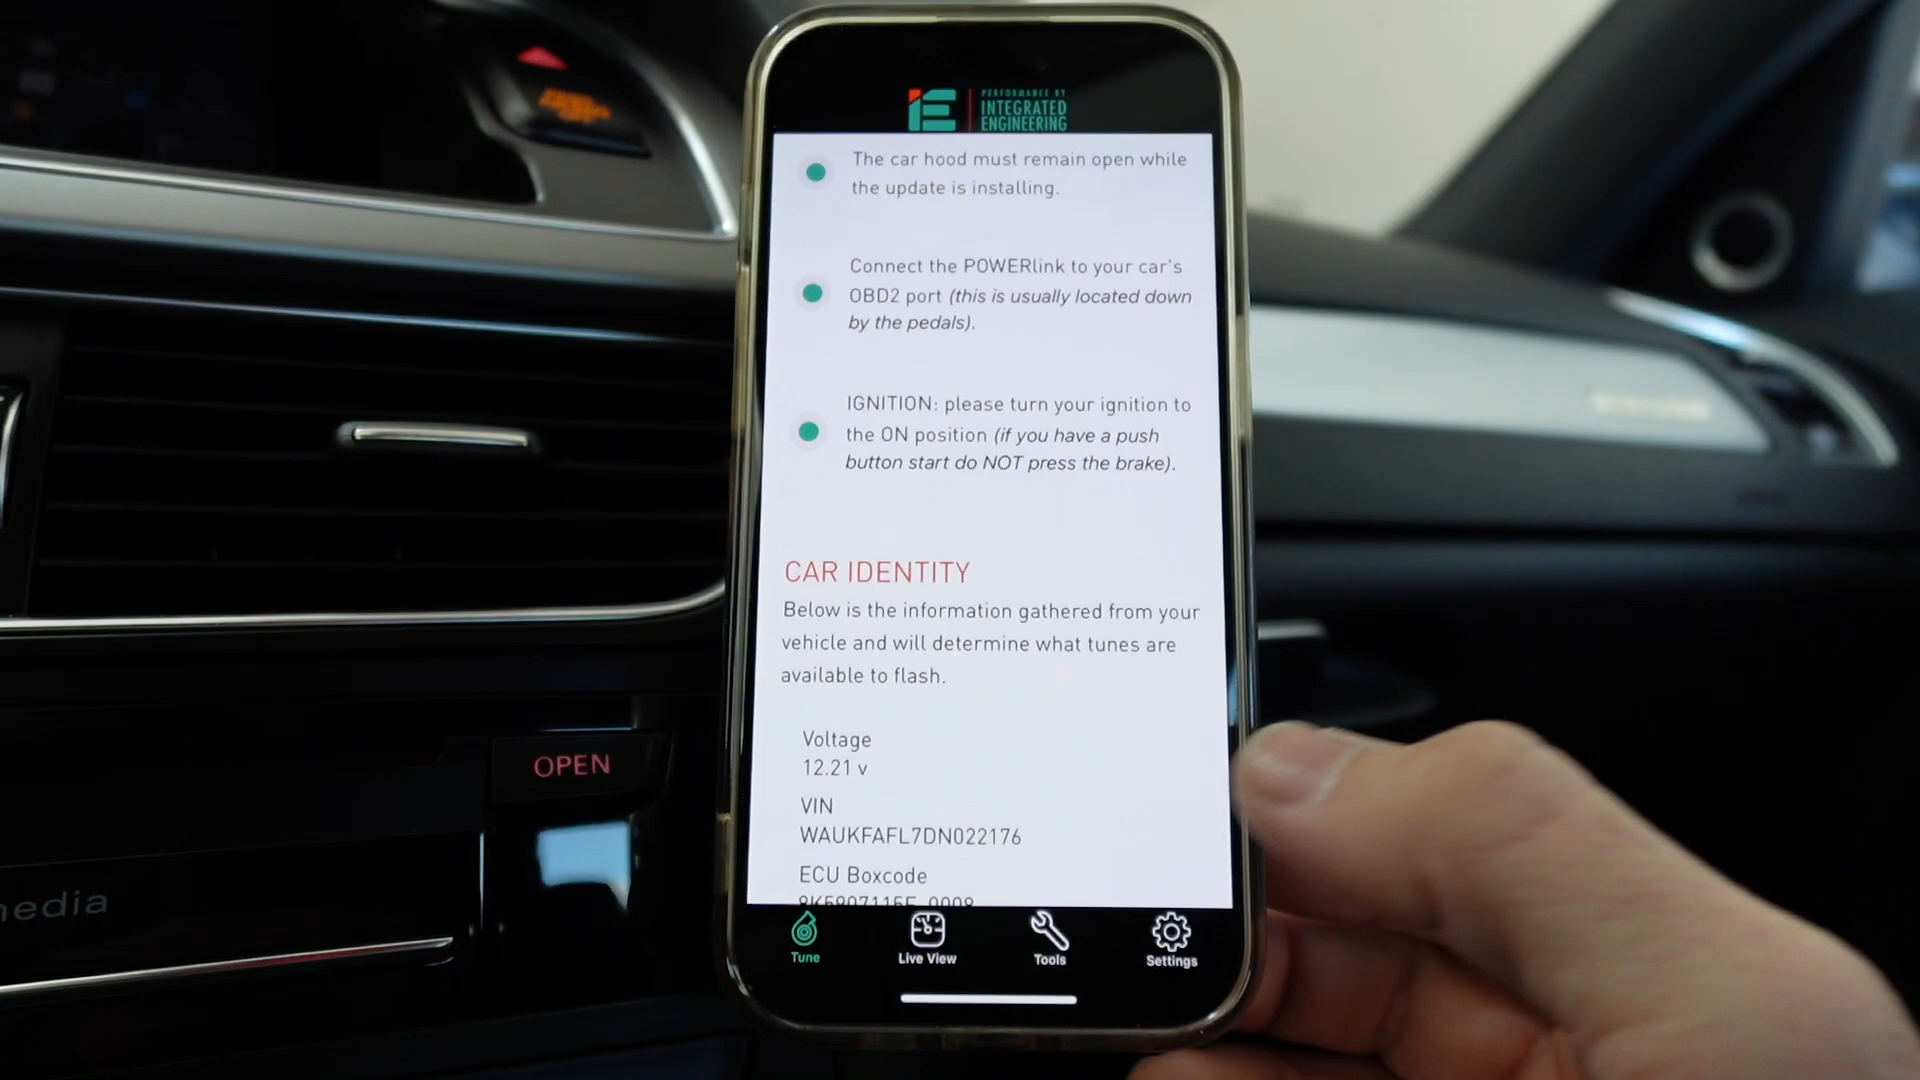 PERFORMANCE BY
INTEGRATED
ENGINEERING
The car hood must remain open while
the update is installing.
Connect the POWERlink to your car's
OBD2 port (this is usually located down
by the pedals).
IGNITION: please turn your ignition to
the ON position (if you have a push
button start do NOT press the brake).
CAR IDENTITY
Below is the information gathered from your
vehicle and will determine what tunes are
available to flash.
Voltage
12.21 v
VIN
WAUKFAFL7DN022176
ECU Boxcode
Tune
Live View
Tools
Settings
OPEN
media